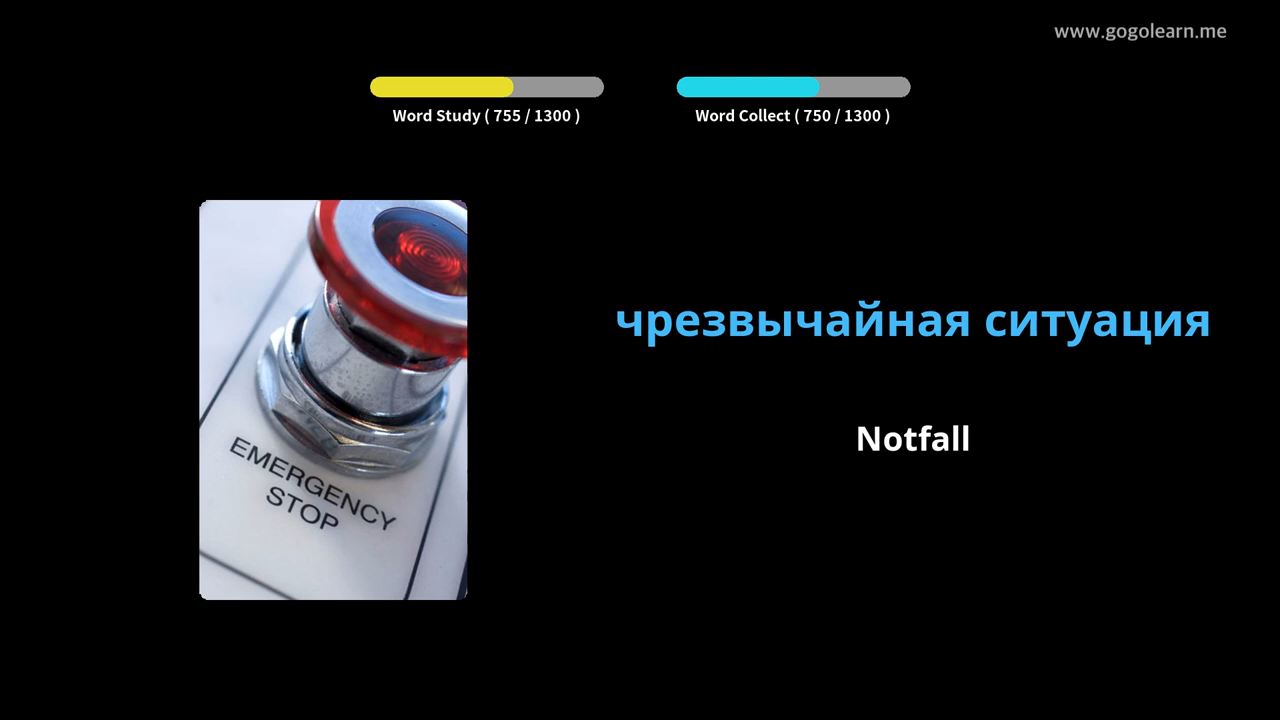 www.gogolearn.me
Word Study ( 755 / 1300 )
Word Collect ( 750 / 1300 )
чрезвычайная ситуация
Notfall
EMERGENCY
STOP